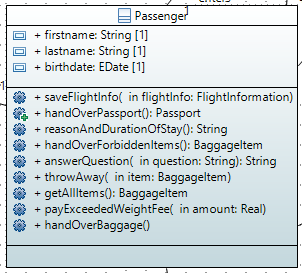 Passenger
+ firstname: String [1]
+ lastname: String [1]
+ birthdate: EDate [1]
+ saveFlightInfo( in flightInfo: FlightInformation)
+ handOverPassport(): Passport
+ reasonAndDurationOfStay(): String
+ handOverForbiddenItems(): BaggageItem
+ answerQuestion( in question: String): String
+ throwAway( in item: BaggageItem)
+ getAllItems(): BaggageItem
+ payExceededWeightFee( in amount: Real)
+ handOverBaggage()